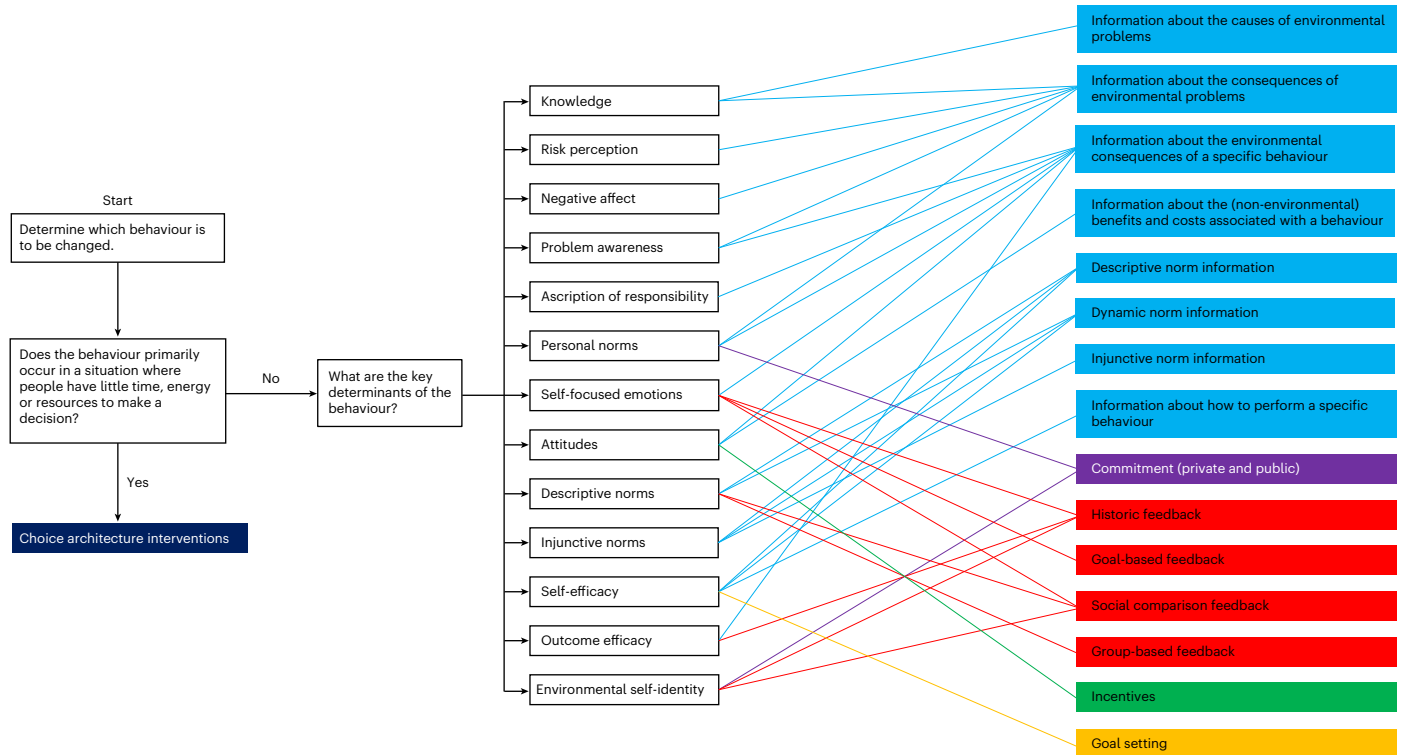 Start
Determine which behaviour is
to be changed.
Does the behaviour primarily
occur in a situation where
people have little time, energy
or resources to make a
decision?
No
Yes
Choice architecture interventions
What are the key
determinants of the
behaviour?
Knowledge
Risk perception
Negative affect
Problem awareness
Ascription of responsibility
Personal norms
Self-focused emotions
Attitudes
Descriptive norms
Injunctive norms
Self-efficacy
Outcome efficacy
Environmental self-identity
Information about the causes of environmental
problems
Information about the consequences of
environmental problems
Information about the environmental
consequences of a specific behaviour
Information about the (non-environmental)
benefits and costs associated with a behaviour
Descriptive norm information
Dynamic norm information
Injunctive norm information
Information about how to perform a specific
behaviour
Commitment (private and public)
Historic feedback
Goal-based feedback
Social comparison feedback
Group-based feedback
Incentives
Goal setting